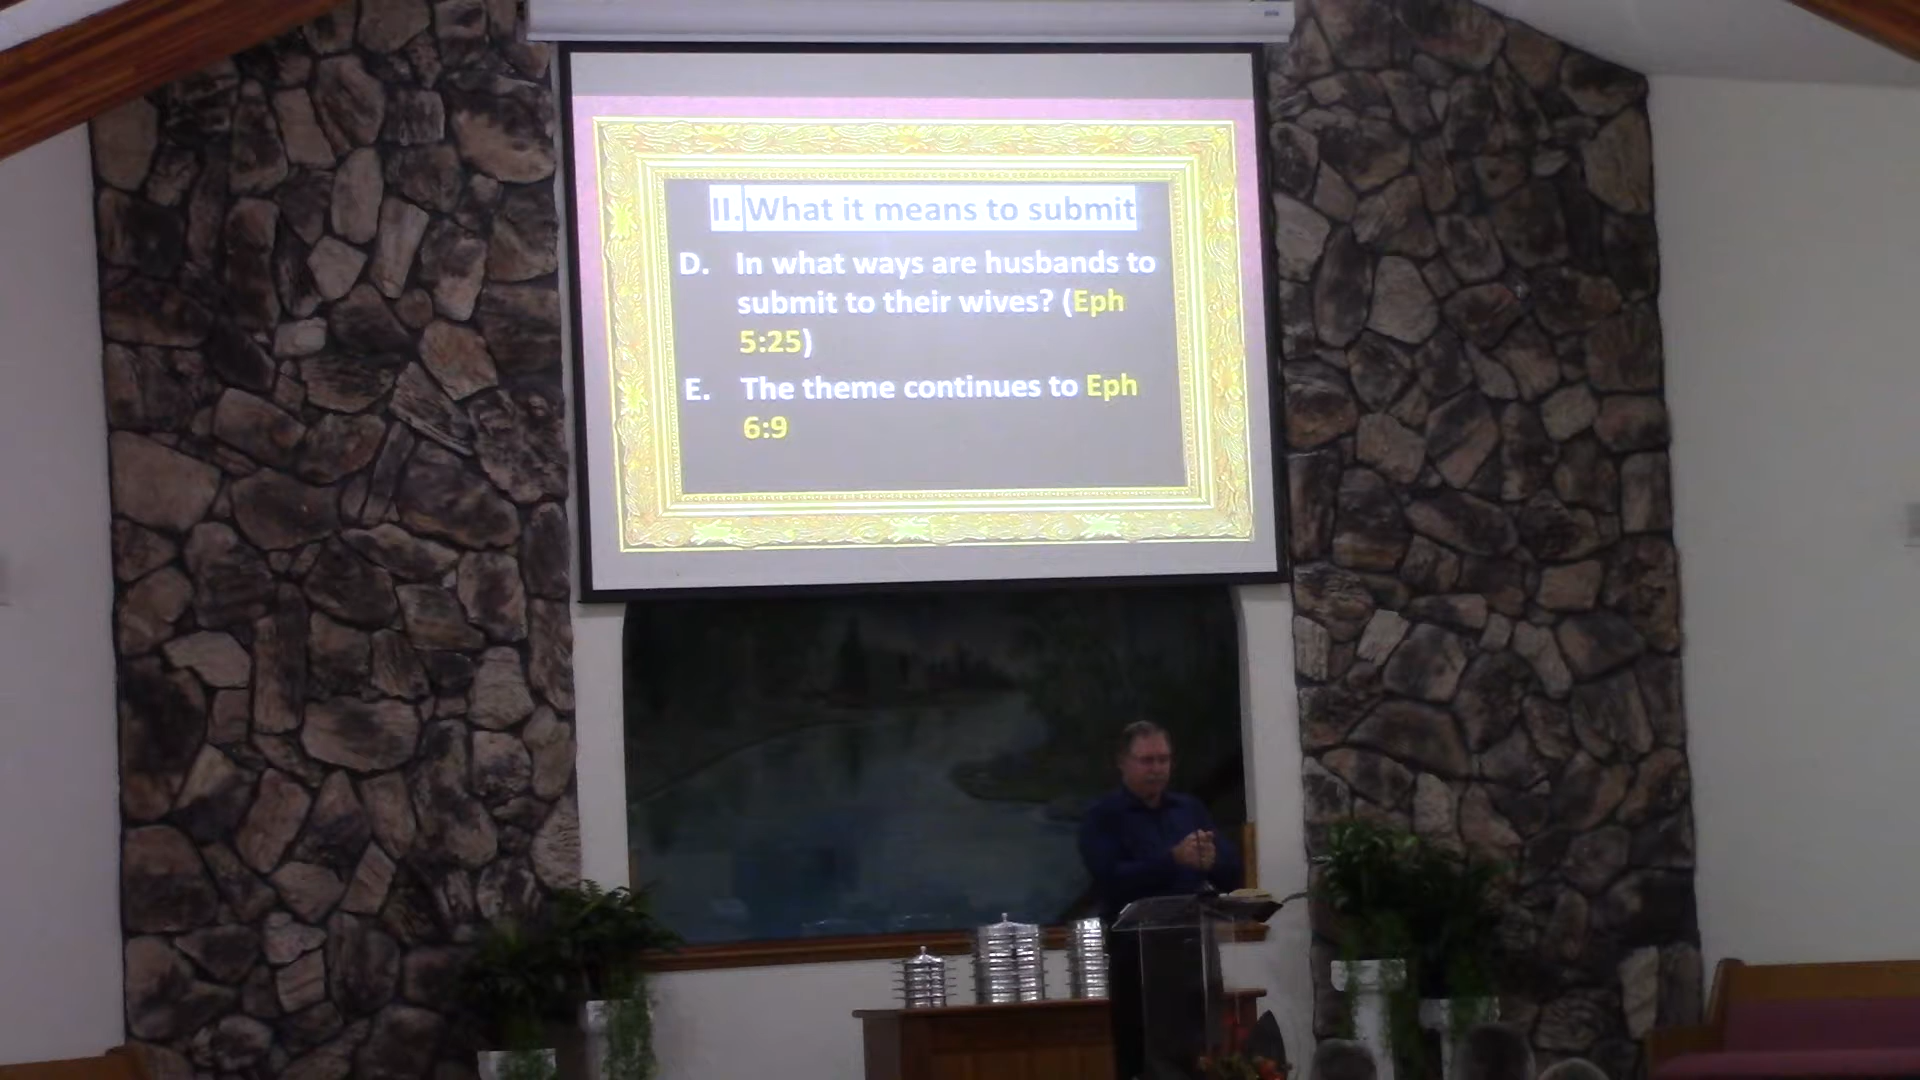 II. What it means to submit
D. In what ways are husbands to
submit to their wives? (Eph
5:25)
E. The theme continues to Eph
6:9